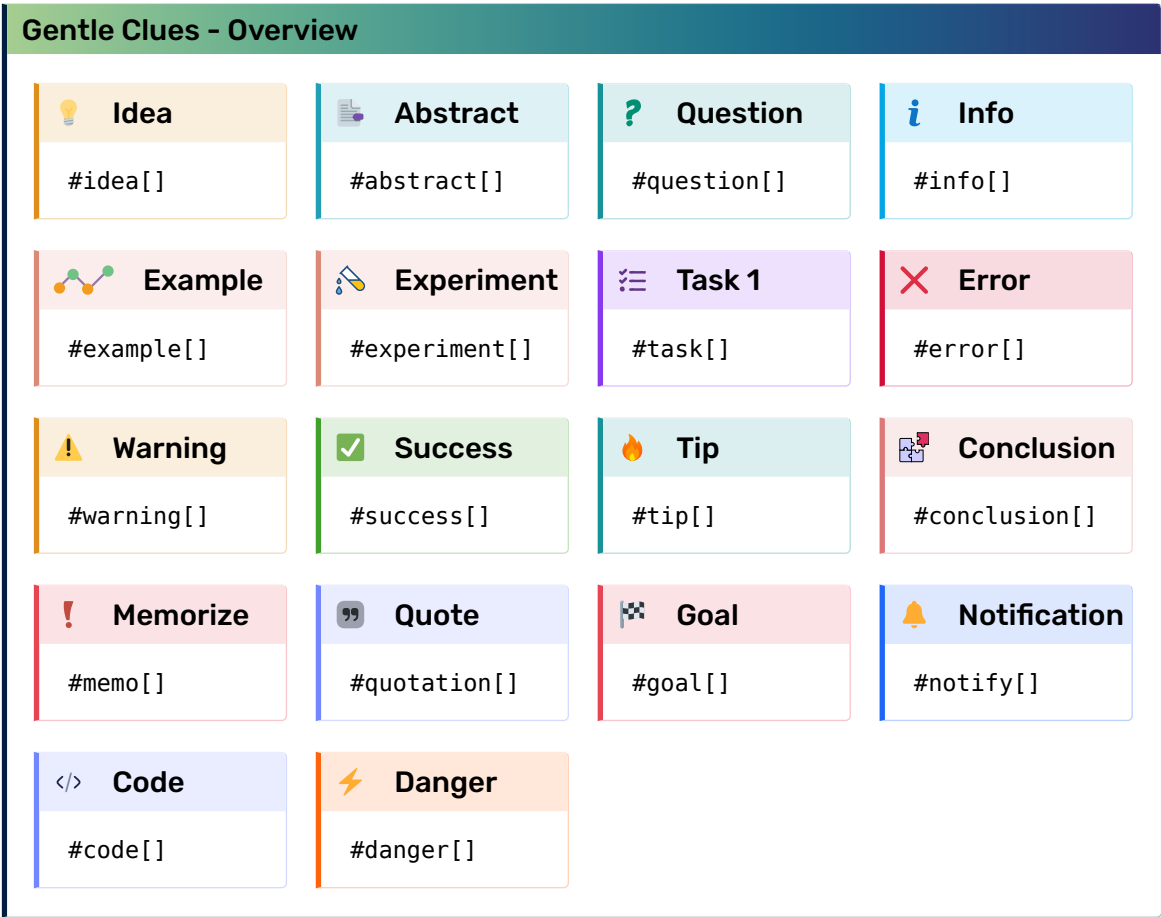 Gentle Clues - Overview
Idea
#idea[]
Abstract
#abstract[]
Question
#question[]
Info
#info[]
Example
#example[]
Experiment
#experiment[]
Task 1
#task[]
Error
#error[]
Warning
#warning[]
Success
#success[]
Tip
#tip[]
Conclusion
#conclusion[]
Memorize
#memo[]
Quote
#quotation[]
Goal
#goal[]
Notification
#notify[]
Code
#code[]
Danger
#danger[]